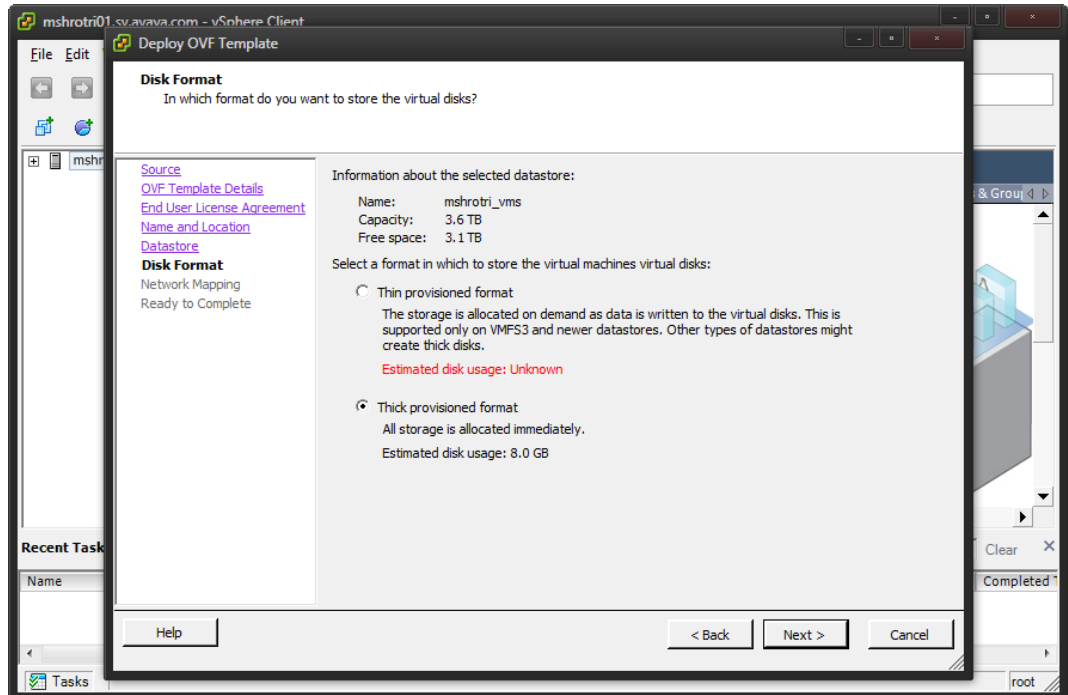 mshrotri01.sv.avaya.com - vSphere Client
Deploy OVF Template
File Edit
Disk Format
In which format do you want to store the virtual disks?
mshr
& Grou
Source
OVF Template Details
End User License Agreement
Name and Location
Datastore
Disk Format
Network Mapping
Ready to Complete
Information about the selected datastore:
Name: mshrotri_vms
Capacity: 3.6 TB
Free space: 3.1 TB
Select a format in which to store the virtual machines virtual disks:
Thin provisioned format
The storage is allocated on demand as data is written to the virtual disks. This is
supported only on VMFS3 and newer datastores. Other types of datastores might
create thick disks.
Estimated disk usage: Unknown
Thick provisioned format
All storage is allocated immediately.
Estimated disk usage: 8.0 GB
Recent Task
Clear
Name
Completed
Help
< Back
Next >
Cancel
Tasks
root